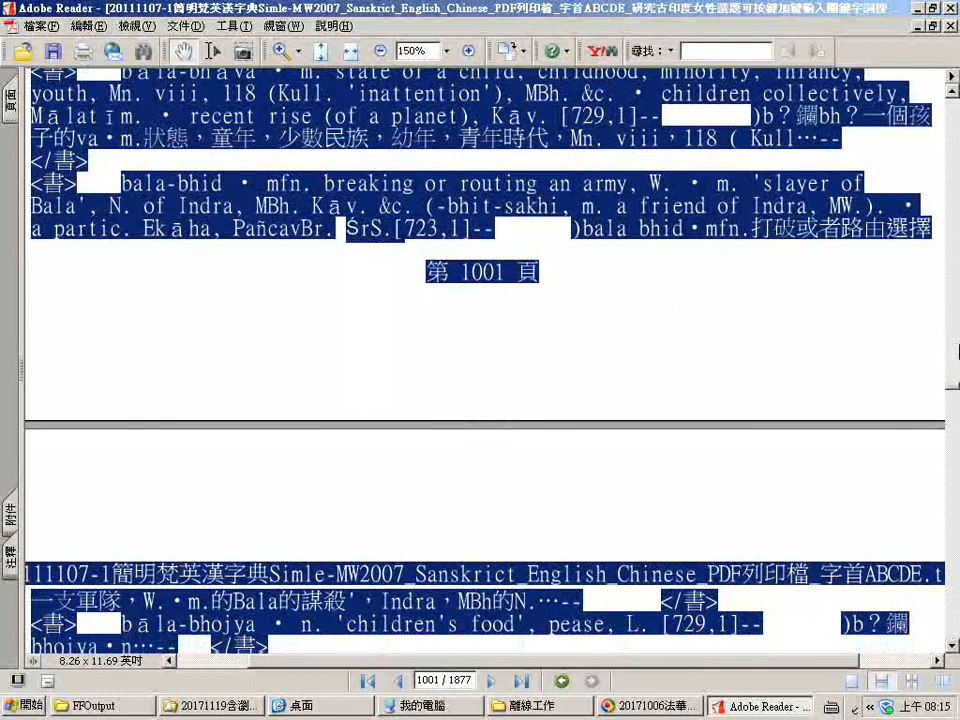 Adobe Reader - [20111107-1簡明梵英漢字典Simle-MW2007_Sanskrict_English_Chinese_PDF列印檔_字首ABCDE_研究古印度女性議題可按鍵加鍵輸入關鍵字詞搜
檔案(F) 編輯(E) 檢視(V) 文件(D) 工具(T) 視窗(W) 說明(H)
150% 尋找：
頁面
<書> bāla-bhāva · m. state of a child, childhood, minority, infancy,
youth, Mn. viii, 118 (Kull. 'inattention'), MBh. &c. · children collectively,
Mālatīm. · recent rise (of a planet), Kāv. [729,1]-- )b？鑭bh？一個孩
子的va·m.狀態，童年，少數民族，幼年，青年時代，Mn. viii，118 ( Kull…--
</書>
<書> bala-bhid · mfn. breaking or routing an army, W. · m. 'slayer of
Bala', N. of Indra, MBh. Kāv. &c. (-bhit-sakhi, m. a friend of Indra, MW.). ·
a partic. Ekāha, PañcavBr. ŚrS.[723,1]-- )bala bhid·mfn.打破或者路由選擇
第 1001 頁
附件
註釋
111107-1簡明梵英漢字典Simle-MW2007_Sanskrict_English_Chinese_PDF列印檔_字首ABCDE.t
一支軍隊，W.·m.的Bala的謀殺'，Indra，MBh的N.…-- </書>
<書> bāla-bhojya · n. 'children's food', pease, L. [729,1]-- )b？鑭
bhojya·n…-- </書>
8.26 x 11.69 英吋
1001 / 1877
開始 FFOutput 20171119含瀏... 桌面 我的電腦 離線工作 20171006法華... Adobe Reader - ... 上午 08:15